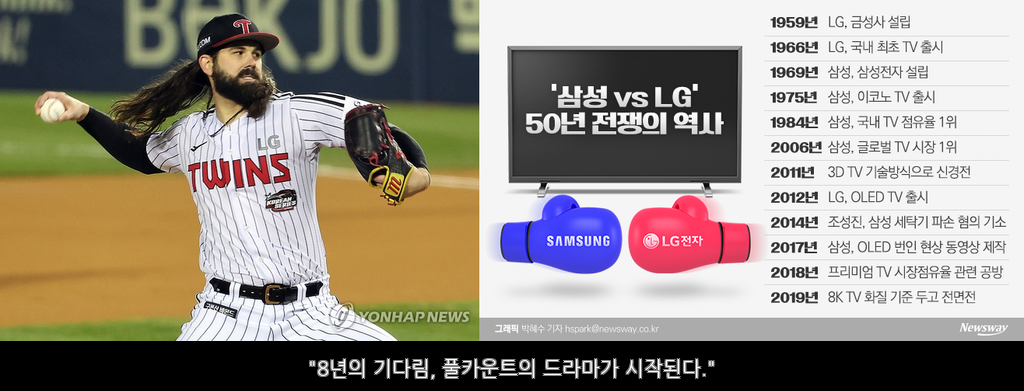 BEKJO
T
.COM
LG
TWINS
KOREAN
SERIES
YONHAP NEWS
'삼성 vs LG'
50년 전쟁의 역사
SAMSUNG
LG전자
1959년 LG, 금성사 설립
1966년 LG, 국내 최초 TV 출시
1969년 삼성, 삼성전자 설립
1975년 삼성, 이코노 TV 출시
1984년 삼성, 국내 TV 점유율 1위
2006년 삼성, 글로벌 TV 시장 1위
2011년 3D TV 기술방식으로 신경전
2012년 LG, OLED TV 출시
2014년 조성진, 삼성 세탁기 파손 혐의 기소
2017년 삼성, OLED 번인 현상 동영상 제작
2018년 프리미엄 TV 시장점유율 관련 공방
2019년 8K TV 화질 기준 두고 전면전
그래픽 박혜수 기자 hspark@newsway.co.kr
Newsway
"8년의 기다림, 풀카운트의 드라마가 시작된다."